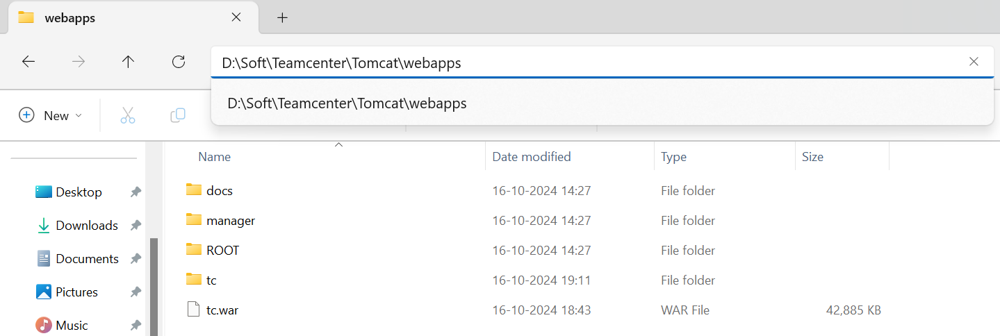 webapps
D:\Soft\Teamcenter\Tomcat\webapps
D:\Soft\Teamcenter\Tomcat\webapps
New
Name Date modified Type Size
Desktop
Downloads
Documents
Pictures
Music
docs 16-10-2024 14:27 File folder
manager 16-10-2024 14:27 File folder
ROOT 16-10-2024 14:27 File folder
tc 16-10-2024 19:11 File folder
tc.war 16-10-2024 18:43 WAR File 42,885 KB